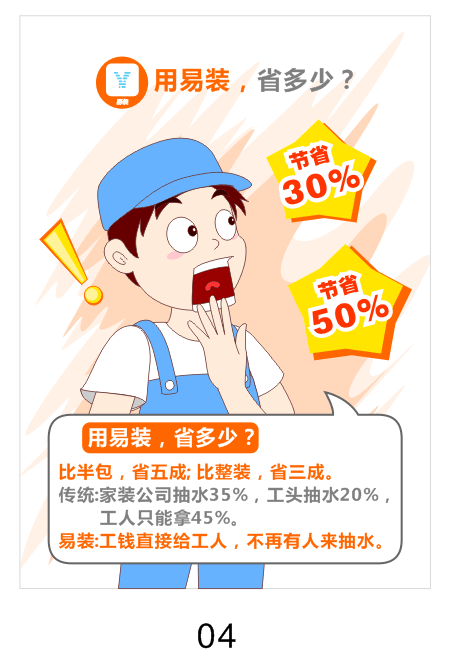 用易装，省多少？
易装
节省
30%
节省
50%
用易装，省多少？
比半包，省五成; 比整装，省三成。
传统:家装公司抽水35%，工头抽水20%，
工人只能拿45%。
易装:工钱直接给工人，不再有人来抽水。
04